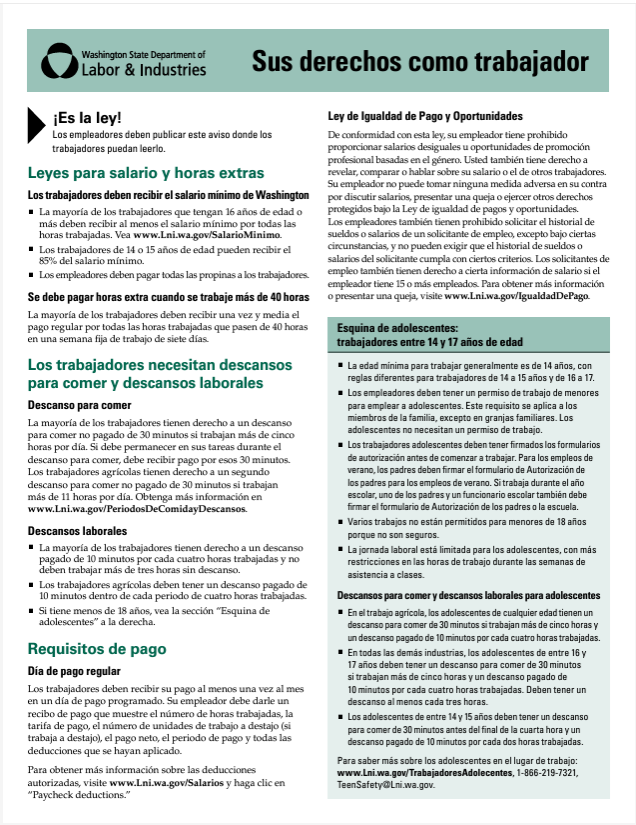 Washington State Department of
Labor & Industries
Sus derechos como trabajador
¡Es la ley!
Los empleadores deben publicar este aviso donde los
trabajadores puedan leerlo.
Leyes para salario y horas extras
Los trabajadores deben recibir el salario mínimo de Washington
■ La mayoría de los trabajadores que tengan 16 años de edad o
más deben recibir al menos el salario mínimo por todas las
horas trabajadas. Vea www.Lni.wa.gov/SalarioMinimo.
■ Los trabajadores de 14 o 15 años de edad pueden recibir el
85% del salario mínimo.
■ Los empleadores deben pagar todas las propinas a los trabajadores.
Se debe pagar horas extra cuando se trabaje más de 40 horas
La mayoría de los trabajadores deben recibir una vez y media el
pago regular por todas las horas trabajadas que pasen de 40 horas
en una semana fija de trabajo de siete días.
Los trabajadores necesitan descansos
para comer y descansos laborales
Descanso para comer
La mayoría de los trabajadores tienen derecho a un descanso
para comer no pagado de 30 minutos si trabajan más de cinco
horas por día. Si debe permanecer en sus tareas durante el
descanso para comer, debe recibir pago por esos 30 minutos.
Los trabajadores agrícolas tienen derecho a un segundo
descanso para comer no pagado de 30 minutos si trabajan
más de 11 horas por día. Obtenga más información en
www.Lni.wa.gov/PeriodosDeComidayDescansos.
Descansos laborales
■ La mayoría de los trabajadores tienen derecho a un descanso
pagado de 10 minutos por cada cuatro horas trabajadas y no
deben trabajar más de tres horas sin descanso.
■ Los trabajadores agrícolas deben tener un descanso pagado de
10 minutos dentro de cada periodo de cuatro horas trabajadas.
■ Si tiene menos de 18 años, vea la sección "Esquina de
adolescentes" a la derecha.
Requisitos de pago
Día de pago regular
Los trabajadores deben recibir su pago al menos una vez al mes
en un día de pago programado. Su empleador debe darle un
recibo de pago que muestre el número de horas trabajadas, la
tarifa de pago, el número de unidades de trabajo a destajo (si
trabaja a destajo), el pago neto, el periodo de pago y todas las
deducciones que se hayan aplicado.
Para obtener más información sobre las deducciones
autorizadas, visite www.Lni.wa.gov/Salarios y haga clic en
"Paycheck deductions."
Ley de Igualdad de Pago y Oportunidades
De conformidad con esta ley, su empleador tiene prohibido
proporcionar salarios desiguales u oportunidades de promoción
profesional basadas en el género. Usted también tiene derecho a
revelar, comparar o hablar sobre su salario o el de otros trabajadores.
Su empleador no puede tomar ninguna medida adversa en su contra
por discutir salarios, presentar una queja o ejercer otros derechos
protegidos bajo la Ley de igualdad de pagos y oportunidades.
Los empleadores también tienen prohibido solicitar el historial de
sueldos o salarios de un solicitante de empleo, excepto bajo ciertas
circunstancias, y no pueden exigir que el historial de sueldos o
salarios del solicitante cumpla con ciertos criterios. Los solicitantes de
empleo también tienen derecho a cierta información de salario si el
empleador tiene 15 o más empleados. Para obtener más información
o presentar una queja, visite www.Lni.wa.gov/IgualdadDePago.
Esquina de adolescentes:
trabajadores entre 14 y 17 años de edad
■ La edad mínima para trabajar generalmente es de 14 años, con
reglas diferentes para trabajadores de 14 a 15 años y de 16 a 17.
■ Los empleadores deben tener un permiso de trabajo de menores
para emplear a adolescentes. Este requisito se aplica a los
miembros de la familia, excepto en granjas familiares. Los
adolescentes no necesitan un permiso de trabajo.
■ Los trabajadores adolescentes deben tener firmados los formularios
de autorización antes de comenzar a trabajar. Para los empleos de
verano, los padres deben firmar el formulario de Autorización de
los padres para los empleos de verano. Si trabaja durante el año
escolar, uno de los padres y un funcionario escolar también debe
firmar el formulario de Autorización de los padres o la escuela.
■ Varios trabajos no están permitidos para menores de 18 años
porque no son seguros.
■ La jornada laboral está limitada para los adolescentes, con más
restricciones en las horas de trabajo durante las semanas de
asistencia a clases.
Descansos para comer y descansos laborales para adolescentes
■ En el trabajo agrícola, los adolescentes de cualquier edad tienen un
descanso para comer de 30 minutos si trabajan más de cinco horas y
un descanso pagado de 10 minutos por cada cuatro horas trabajadas.
■ En todas las demás industrias, los adolescentes de entre 16 y
17 años deben tener un descanso para comer de 30 minutos
si trabajan más de cinco horas y un descanso pagado de
10 minutos por cada cuatro horas trabajadas. Deben tener un
descanso al menos cada tres horas.
■ Los adolescentes de entre 14 y 15 años deben tener un descanso
para comer de 30 minutos antes del final de la cuarta hora y un
descanso pagado de 10 minutos por cada dos horas trabajadas.
Para saber más sobre los adolescentes en el lugar de trabajo:
www.Lni.wa.gov/TrabajadoresAdolecentes, 1-866-219-7321,
TeenSafety@Lni.wa.gov.